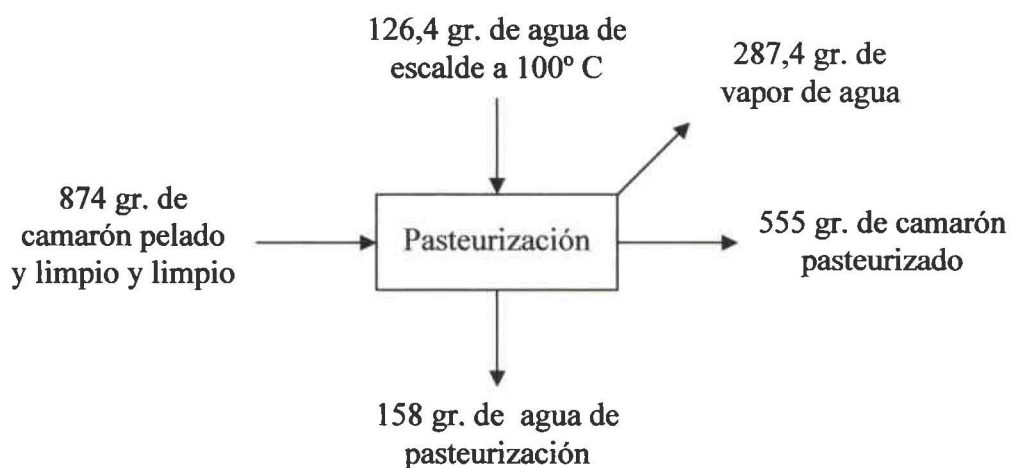 126,4 gr. de agua de
escalde a 100º C
287,4 gr. de
vapor de agua
874 gr. de
camarón pelado
y limpio y limpio
Pasteurización
555 gr. de camarón
pasteurizado
158 gr. de agua de
pasteurización